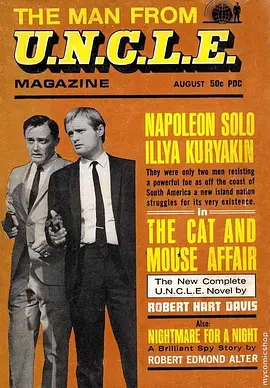 THE MAN FROM
U.N.C.L.E.
MAGAZINE
AUGUST 50c PDC
NAPOLEON SOLO
ILLYA KURYAKIN
They were only two men resisting
a powerful foe as off the coast of
South America a new island nation
struggles for its very existence.
in
THE CAT AND
MOUSE AFFAIR
The New Complete
U.N.C.L.E. Novel by
ROBERT HART DAVIS
Also:
NIGHTMARE FOR A NIGHT
A Brilliant Spy Story by
ROBERT EDMOND ALTER
mycomicshop